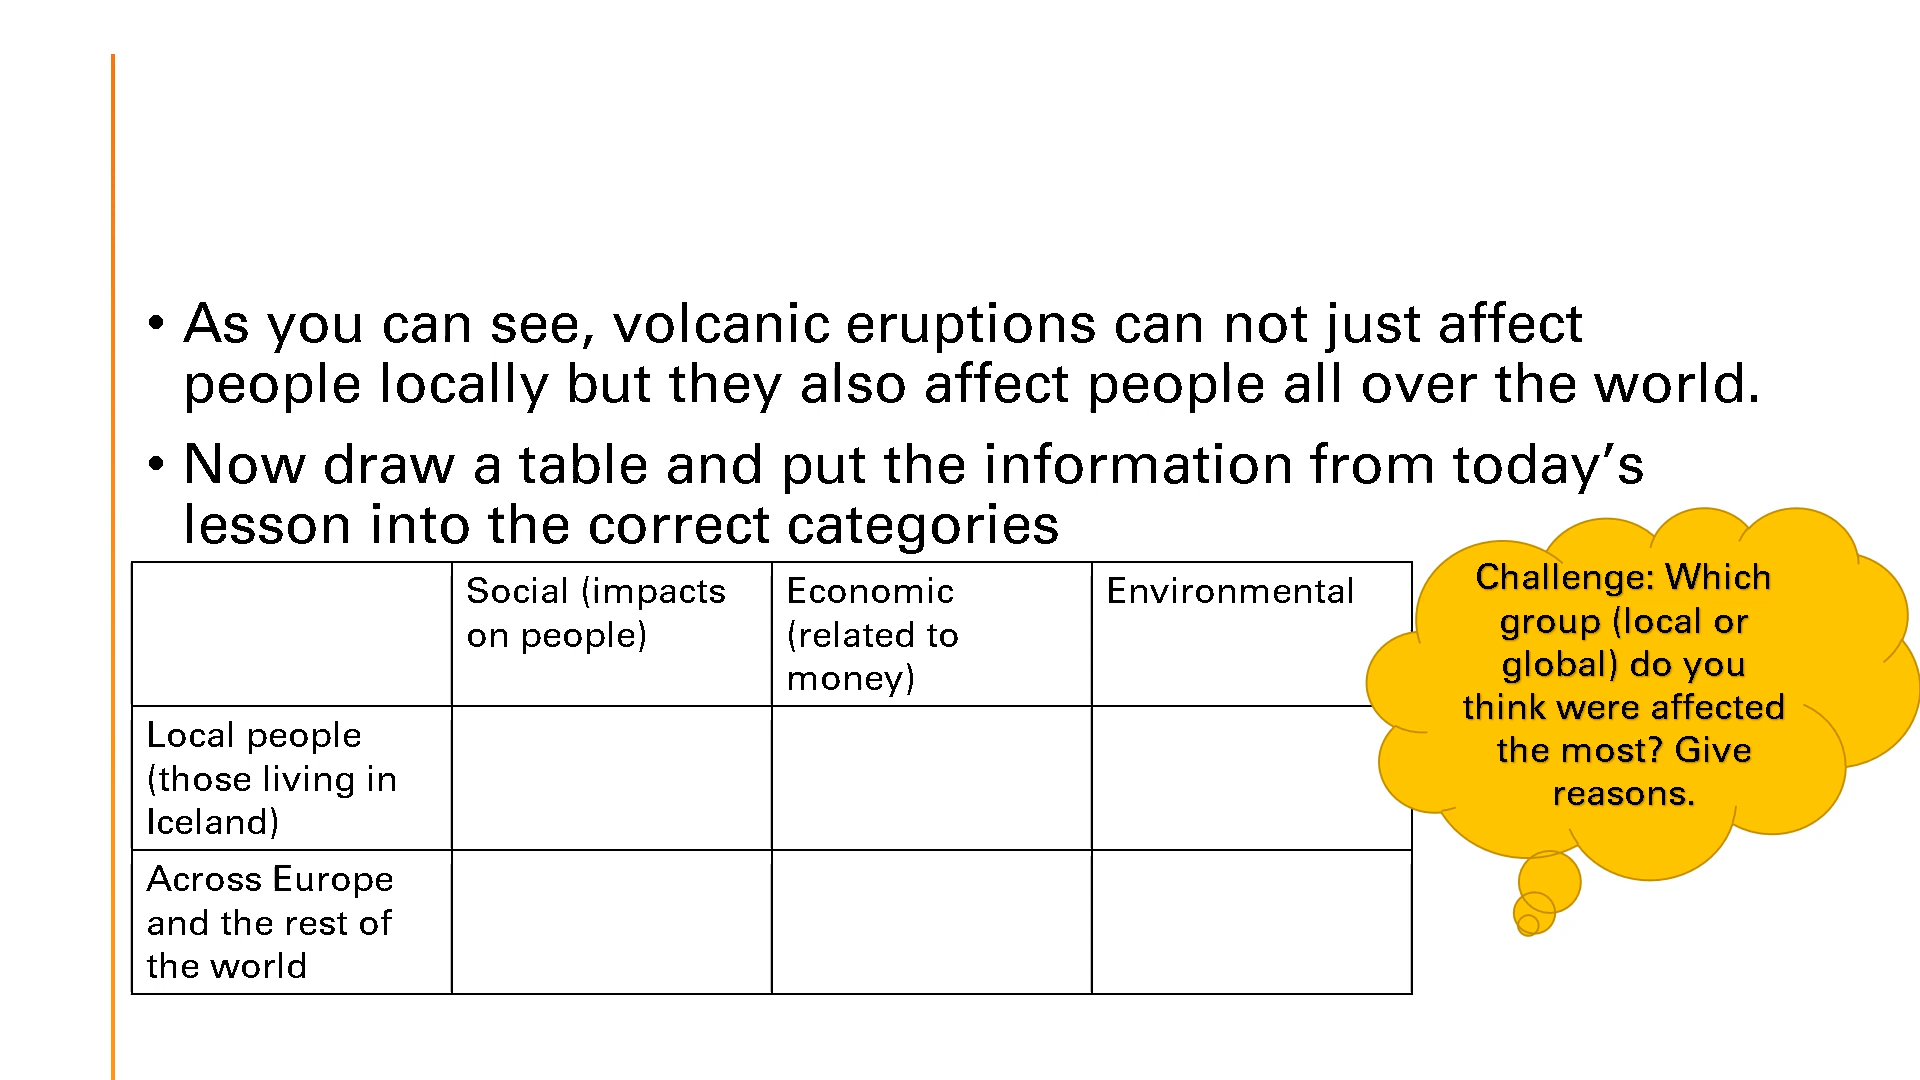 • As you can see, volcanic eruptions can not just affect
people locally but they also affect people all over the world.
• Now draw a table and put the information from today’s
lesson into the correct categories
Social (impacts
on people)
Economic
(related to
money)
Environmental
Local people
(those living in
Iceland)
Across Europe
and the rest of
the world
Challenge: Which
group (local or
global) do you
think were affected
the most? Give
reasons.